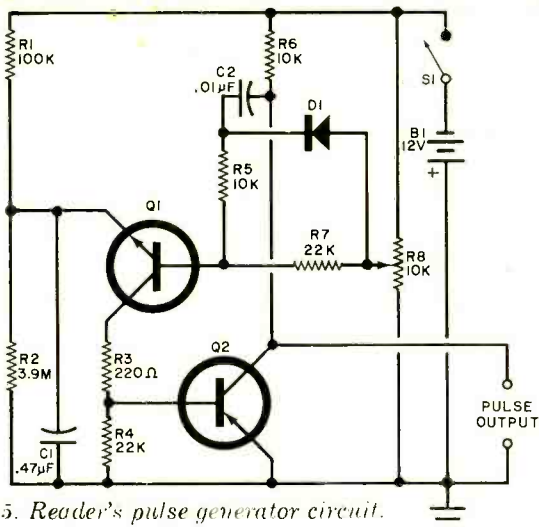 R1
100K
R6
10K
C2
.01µF
D1
S1
B1
12V
+
R5
10K
Q1
R7
22K
R8
10K
R2
3.9M
R3
220Ω
Q2
R4
22K
C1
.47µF
PULSE
OUTPUT
5. Reader's pulse generator circuit.